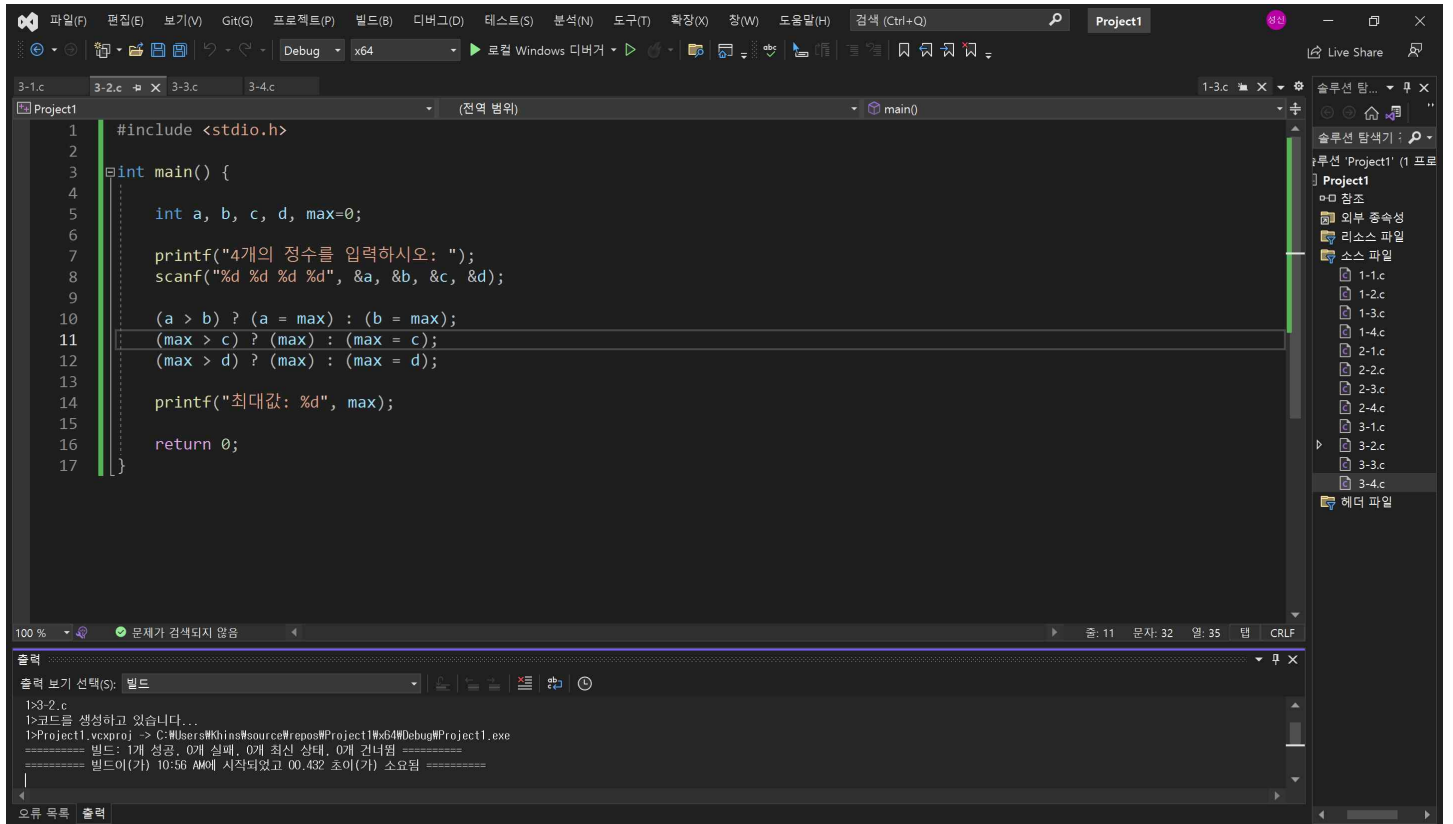 파일(F) 편집(E) 보기(V) Git(G) 프로젝트(P) 빌드(B) 디버그(D) 테스트(S) 분석(N) 도구(T) 확장(X) 창(W) 도움말(H) 검색 (Ctrl+Q) Project1 성신
Debug x64 로컬 Windows 디버거 Live Share
3-1.c 3-2.c 3-3.c 3-4.c 1-3.c
Project1 (전역 범위) main()
1 #include <stdio.h>
2
3 int main() {
4
5 int a, b, c, d, max=0;
6
7 printf("4개의 정수를 입력하시오: ");
8 scanf("%d %d %d %d", &a, &b, &c, &d);
9
10 (a > b) ? (a = max) : (b = max);
11 (max > c) ? (max) : (max = c);
12 (max > d) ? (max) : (max = d);
13
14 printf("최대값: %d", max);
15
16 return 0;
17 }
100 % 문제가 검색되지 않음 줄: 11 문자: 32 열: 35 탭 CRLF
출력
출력 보기 선택(S): 빌드
1>3-2.c
1>코드를 생성하고 있습니다...
1>Project1.vcxproj -> C:₩Users₩Khins₩source₩repos₩Project1₩x64₩Debug₩Project1.exe
========== 빌드: 1개 성공, 0개 실패, 0개 최신 상태, 0개 건너뜀 ==========
========== 빌드이(가) 10:56 AM에 시작되었고 00.432 초이(가) 소요됨 ==========
오류 목록 출력
솔루션 탐...
솔루션 탐색기
루션 'Project1' (1 프로
Project1
참조
외부 종속성
리소스 파일
소스 파일
1-1.c
1-2.c
1-3.c
1-4.c
2-1.c
2-2.c
2-3.c
2-4.c
3-1.c
3-2.c
3-3.c
3-4.c
헤더 파일